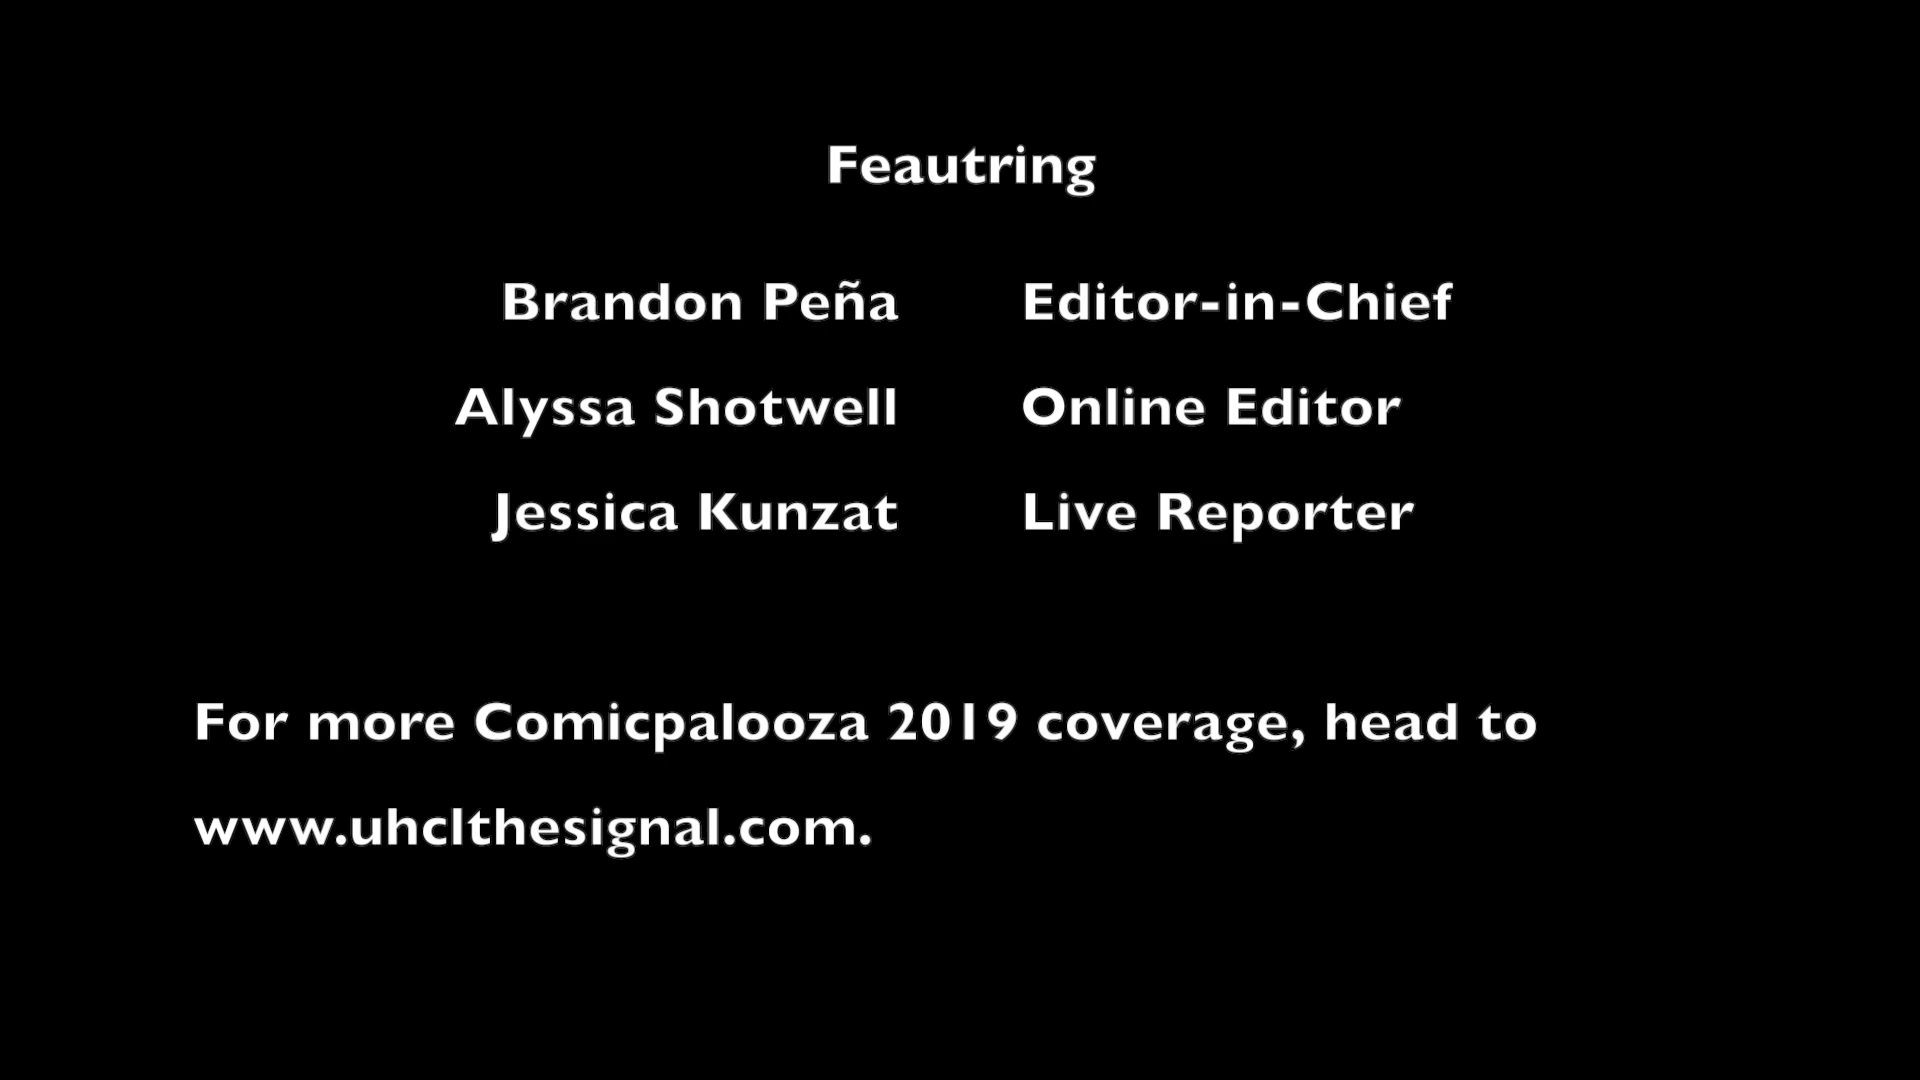 Feautring
Brandon Peña Editor-in-Chief
Alyssa Shotwell Online Editor
Jessica Kunzat Live Reporter
For more Comicpalooza 2019 coverage, head to
www.uhclthesignal.com.